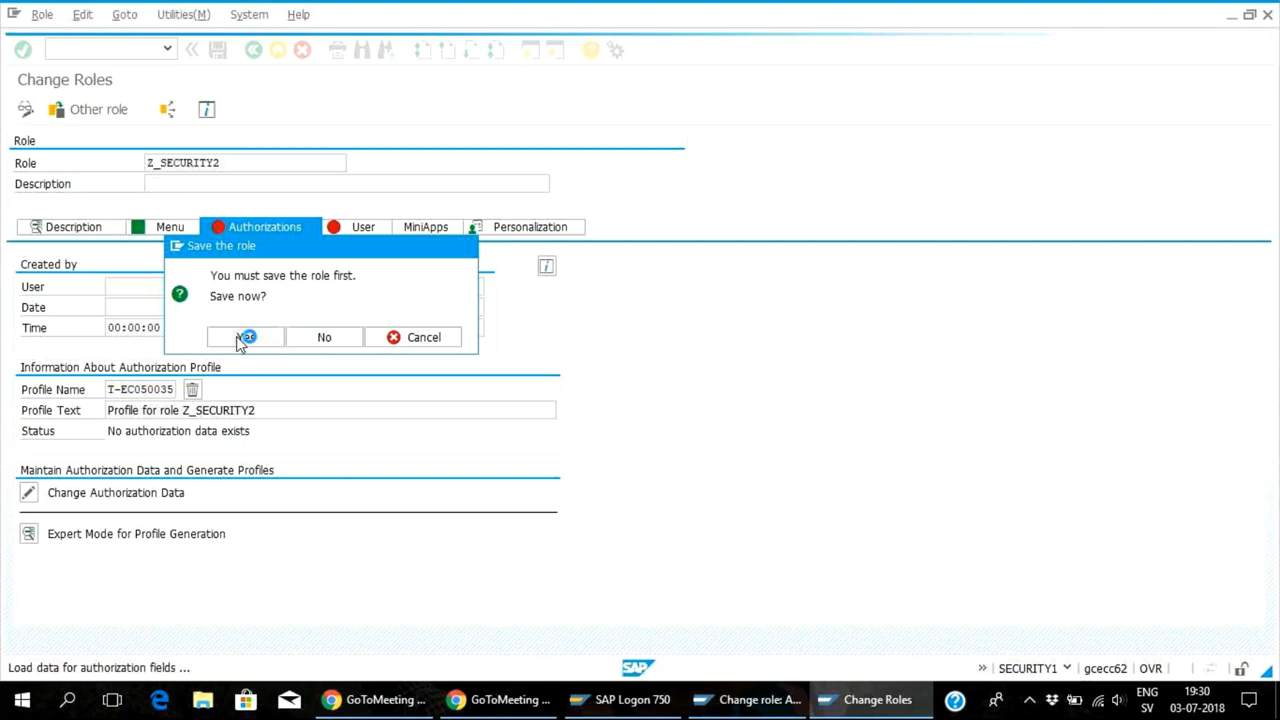 Role Edit Goto Utilities(M) System Help
Change Roles
Other role
Role
Role Z_SECURITY2
Description
Description Menu Authorizations User MiniApps Personalization
Save the role
Created by
You must save the role first.
User
Save now?
Date
Time 00:00:00
No Cancel
Information About Authorization Profile
Profile Name T-EC050035
Profile Text Profile for role Z_SECURITY2
Status No authorization data exists
Maintain Authorization Data and Generate Profiles
Change Authorization Data
Expert Mode for Profile Generation
Load data for authorization fields ... SAP SECURITY1 gcecc62 OVR
GoToMeeting ... GoToMeeting ... SAP Logon 750 Change role: A... Change Roles ENG 19:30
SV 03-07-2018